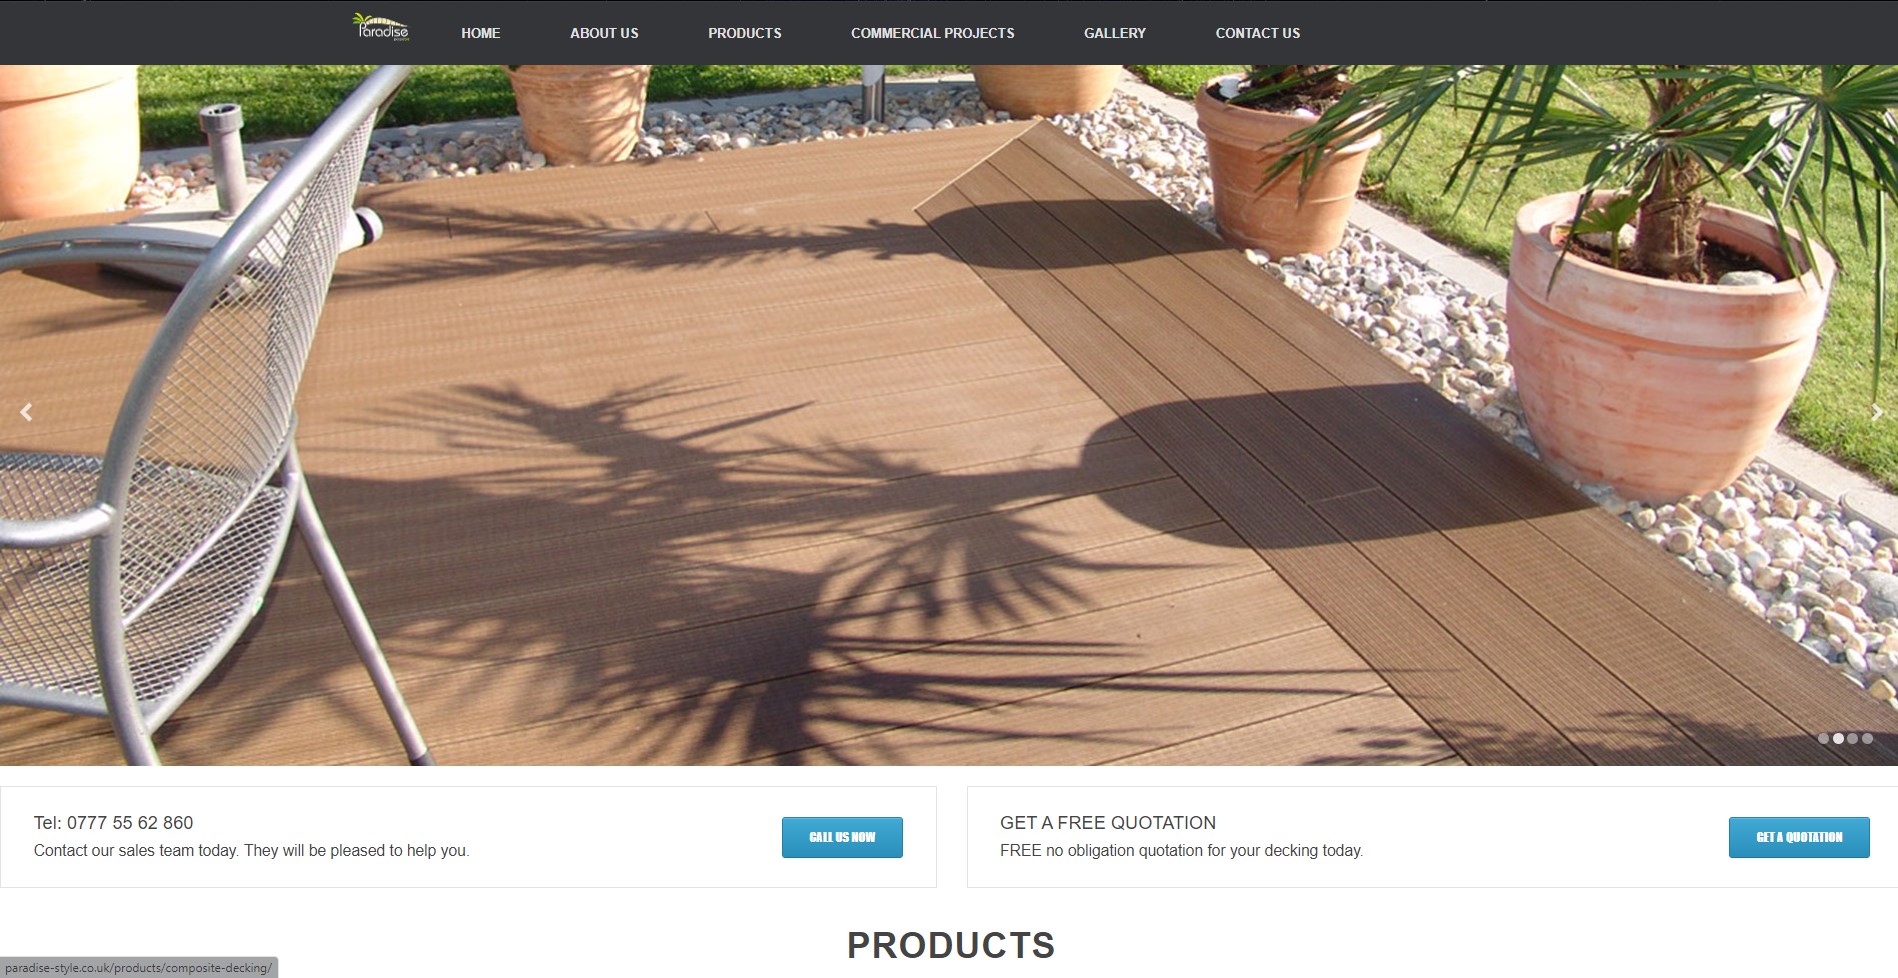 Paradise
HOME ABOUT US PRODUCTS COMMERCIAL PROJECTS GALLERY CONTACT US
Tel: 0777 55 62 860
Contact our sales team today. They will be pleased to help you.
CALL US NOW
GET A FREE QUOTATION
FREE no obligation quotation for your decking today.
GET A QUOTATION
PRODUCTS
paradise-style.co.uk/products/composite-decking/